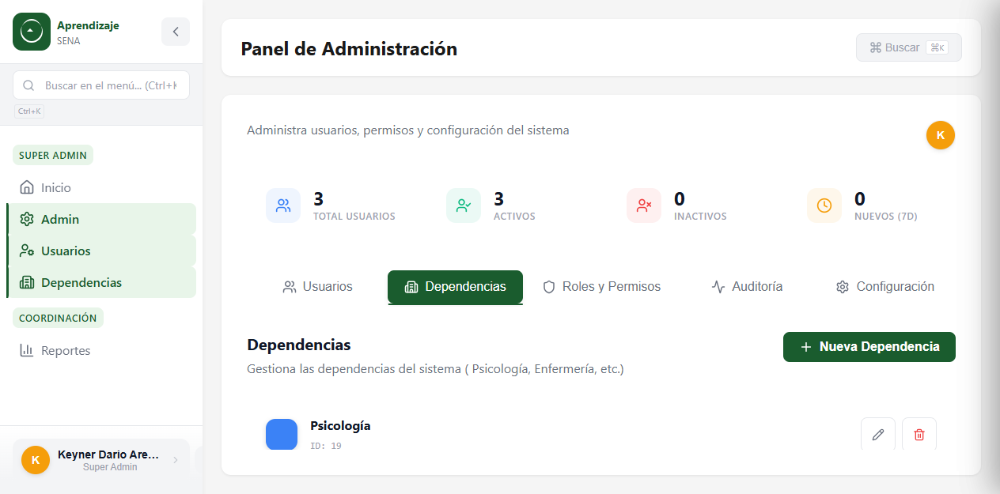 Aprendizaje
SENA
Buscar en el menú... (Ctrl+K
Ctrl+K
SUPER ADMIN
Inicio
Admin
Usuarios
Dependencias
COORDINACIÓN
Reportes
K
Keyner Dario Are...
Super Admin
Panel de Administración
⌘ Buscar ⌘K
Administra usuarios, permisos y configuración del sistema
K
3
TOTAL USUARIOS
3
ACTIVOS
0
INACTIVOS
0
NUEVOS (7D)
Usuarios
Dependencias
Roles y Permisos
Auditoría
Configuración
Dependencias
Gestiona las dependencias del sistema ( Psicología, Enfermería, etc.)
+ Nueva Dependencia
Psicología
ID: 19